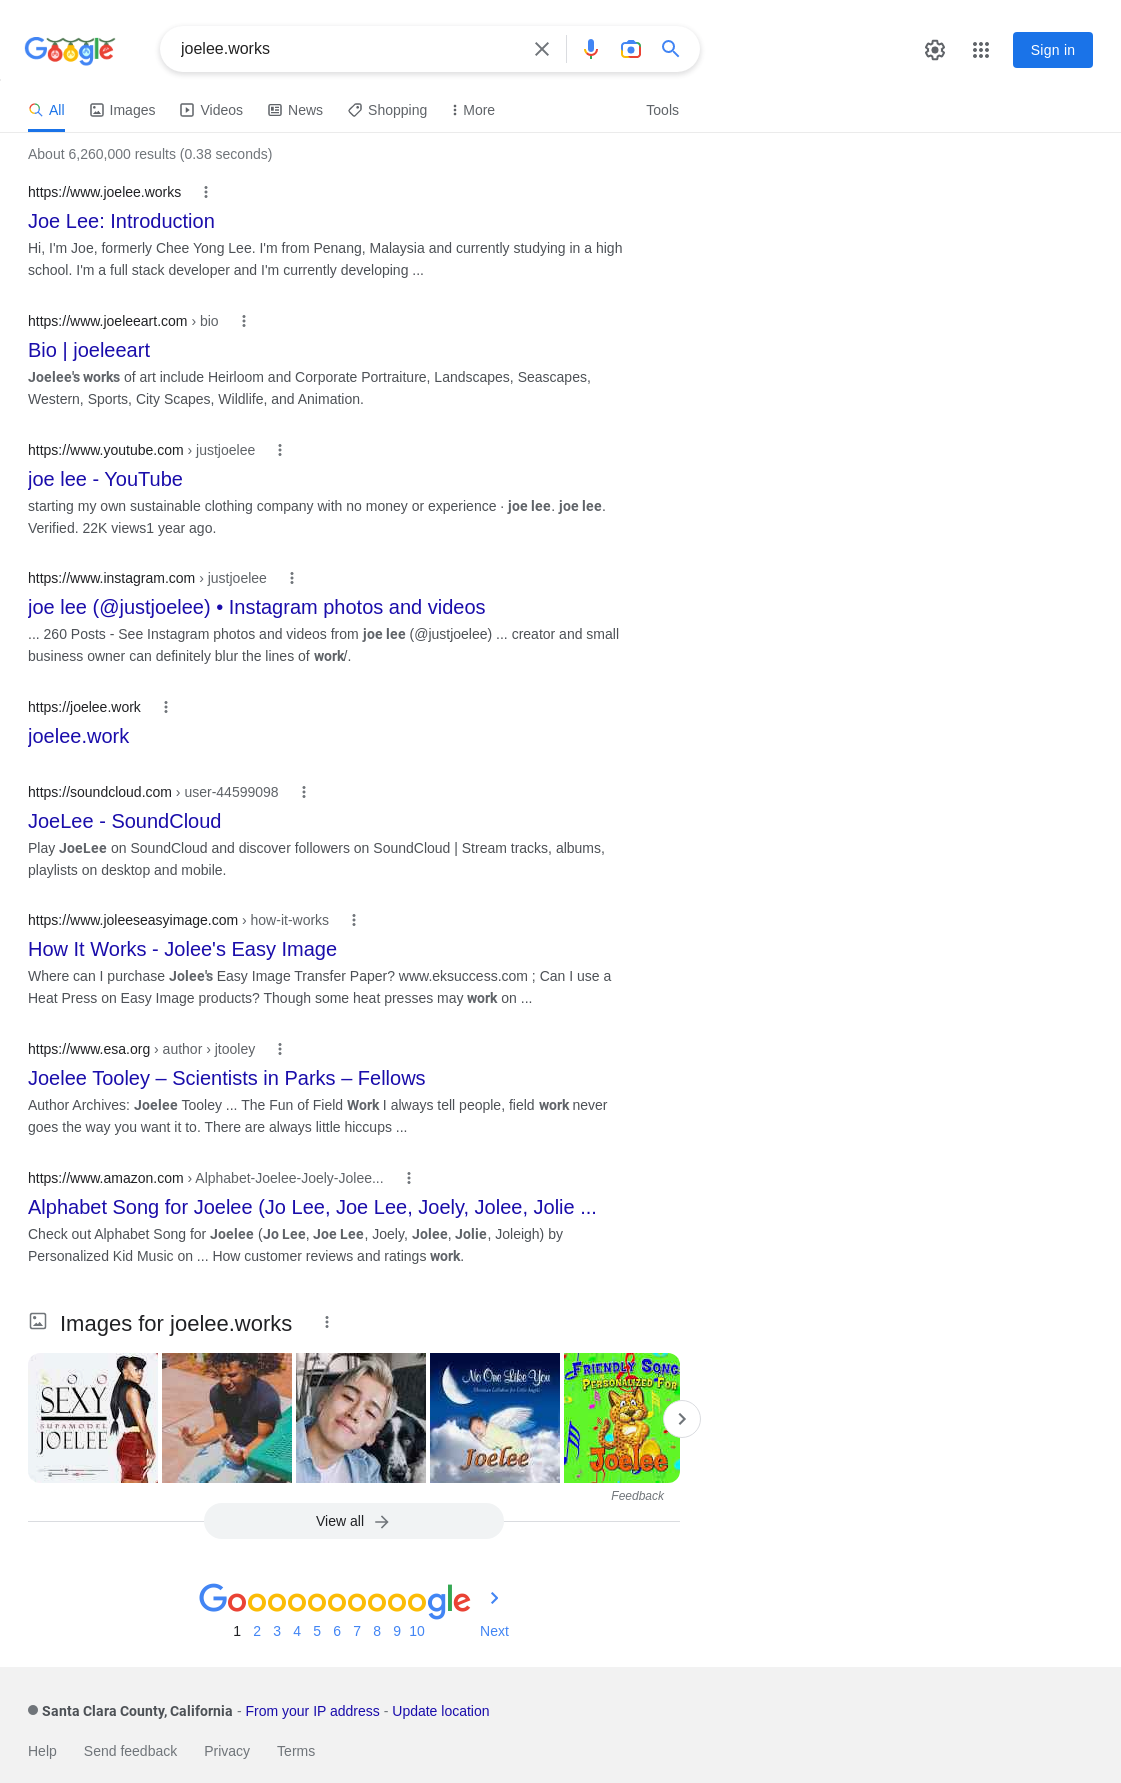 Google
joelee.works
Sign in
All
Images
Videos
News
Shopping
More
Tools
About 6,260,000 results (0.38 seconds)
https://www.joelee.works
Joe Lee: Introduction
Hi, I'm Joe, formerly Chee Yong Lee. I'm from Penang, Malaysia and currently studying in a high
school. I'm a full stack developer and I'm currently developing ...
https://www.joeleeart.com › bio
Bio | joeleeart
Joelee's works of art include Heirloom and Corporate Portraiture, Landscapes, Seascapes,
Western, Sports, City Scapes, Wildlife, and Animation.
https://www.youtube.com › justjoelee
joe lee - YouTube
starting my own sustainable clothing company with no money or experience · joe lee. joe lee.
Verified. 22K views1 year ago.
https://www.instagram.com › justjoelee
joe lee (@justjoelee) • Instagram photos and videos
... 260 Posts - See Instagram photos and videos from joe lee (@justjoelee) ... creator and small
business owner can definitely blur the lines of work/.
https://joelee.work
joelee.work
https://soundcloud.com › user-44599098
JoeLee - SoundCloud
Play JoeLee on SoundCloud and discover followers on SoundCloud | Stream tracks, albums,
playlists on desktop and mobile.
https://www.joleeseasyimage.com › how-it-works
How It Works - Jolee's Easy Image
Where can I purchase Jolee's Easy Image Transfer Paper? www.eksuccess.com ; Can I use a
Heat Press on Easy Image products? Though some heat presses may work on ...
https://www.esa.org › author › jtooley
Joelee Tooley – Scientists in Parks – Fellows
Author Archives: Joelee Tooley ... The Fun of Field Work I always tell people, field work never
goes the way you want it to. There are always little hiccups ...
https://www.amazon.com › Alphabet-Joelee-Joely-Jolee...
Alphabet Song for Joelee (Jo Lee, Joe Lee, Joely, Jolee, Jolie ...
Check out Alphabet Song for Joelee (Jo Lee, Joe Lee, Joely, Jolee, Jolie, Joleigh) by
Personalized Kid Music on ... How customer reviews and ratings work.
Images for joelee.works
SOO
SEXY
SUPAMODEL
JOELEE
No One Like You
Christian Lullabies for Little Angels
Joelee
FRIENDLY SONG
PERSONALIZED FOR
Joelee
Feedback
View all
Goooooooooogle
1 2 3 4 5 6 7 8 9 10 Next
Santa Clara County, California - From your IP address - Update location
Help
Send feedback
Privacy
Terms